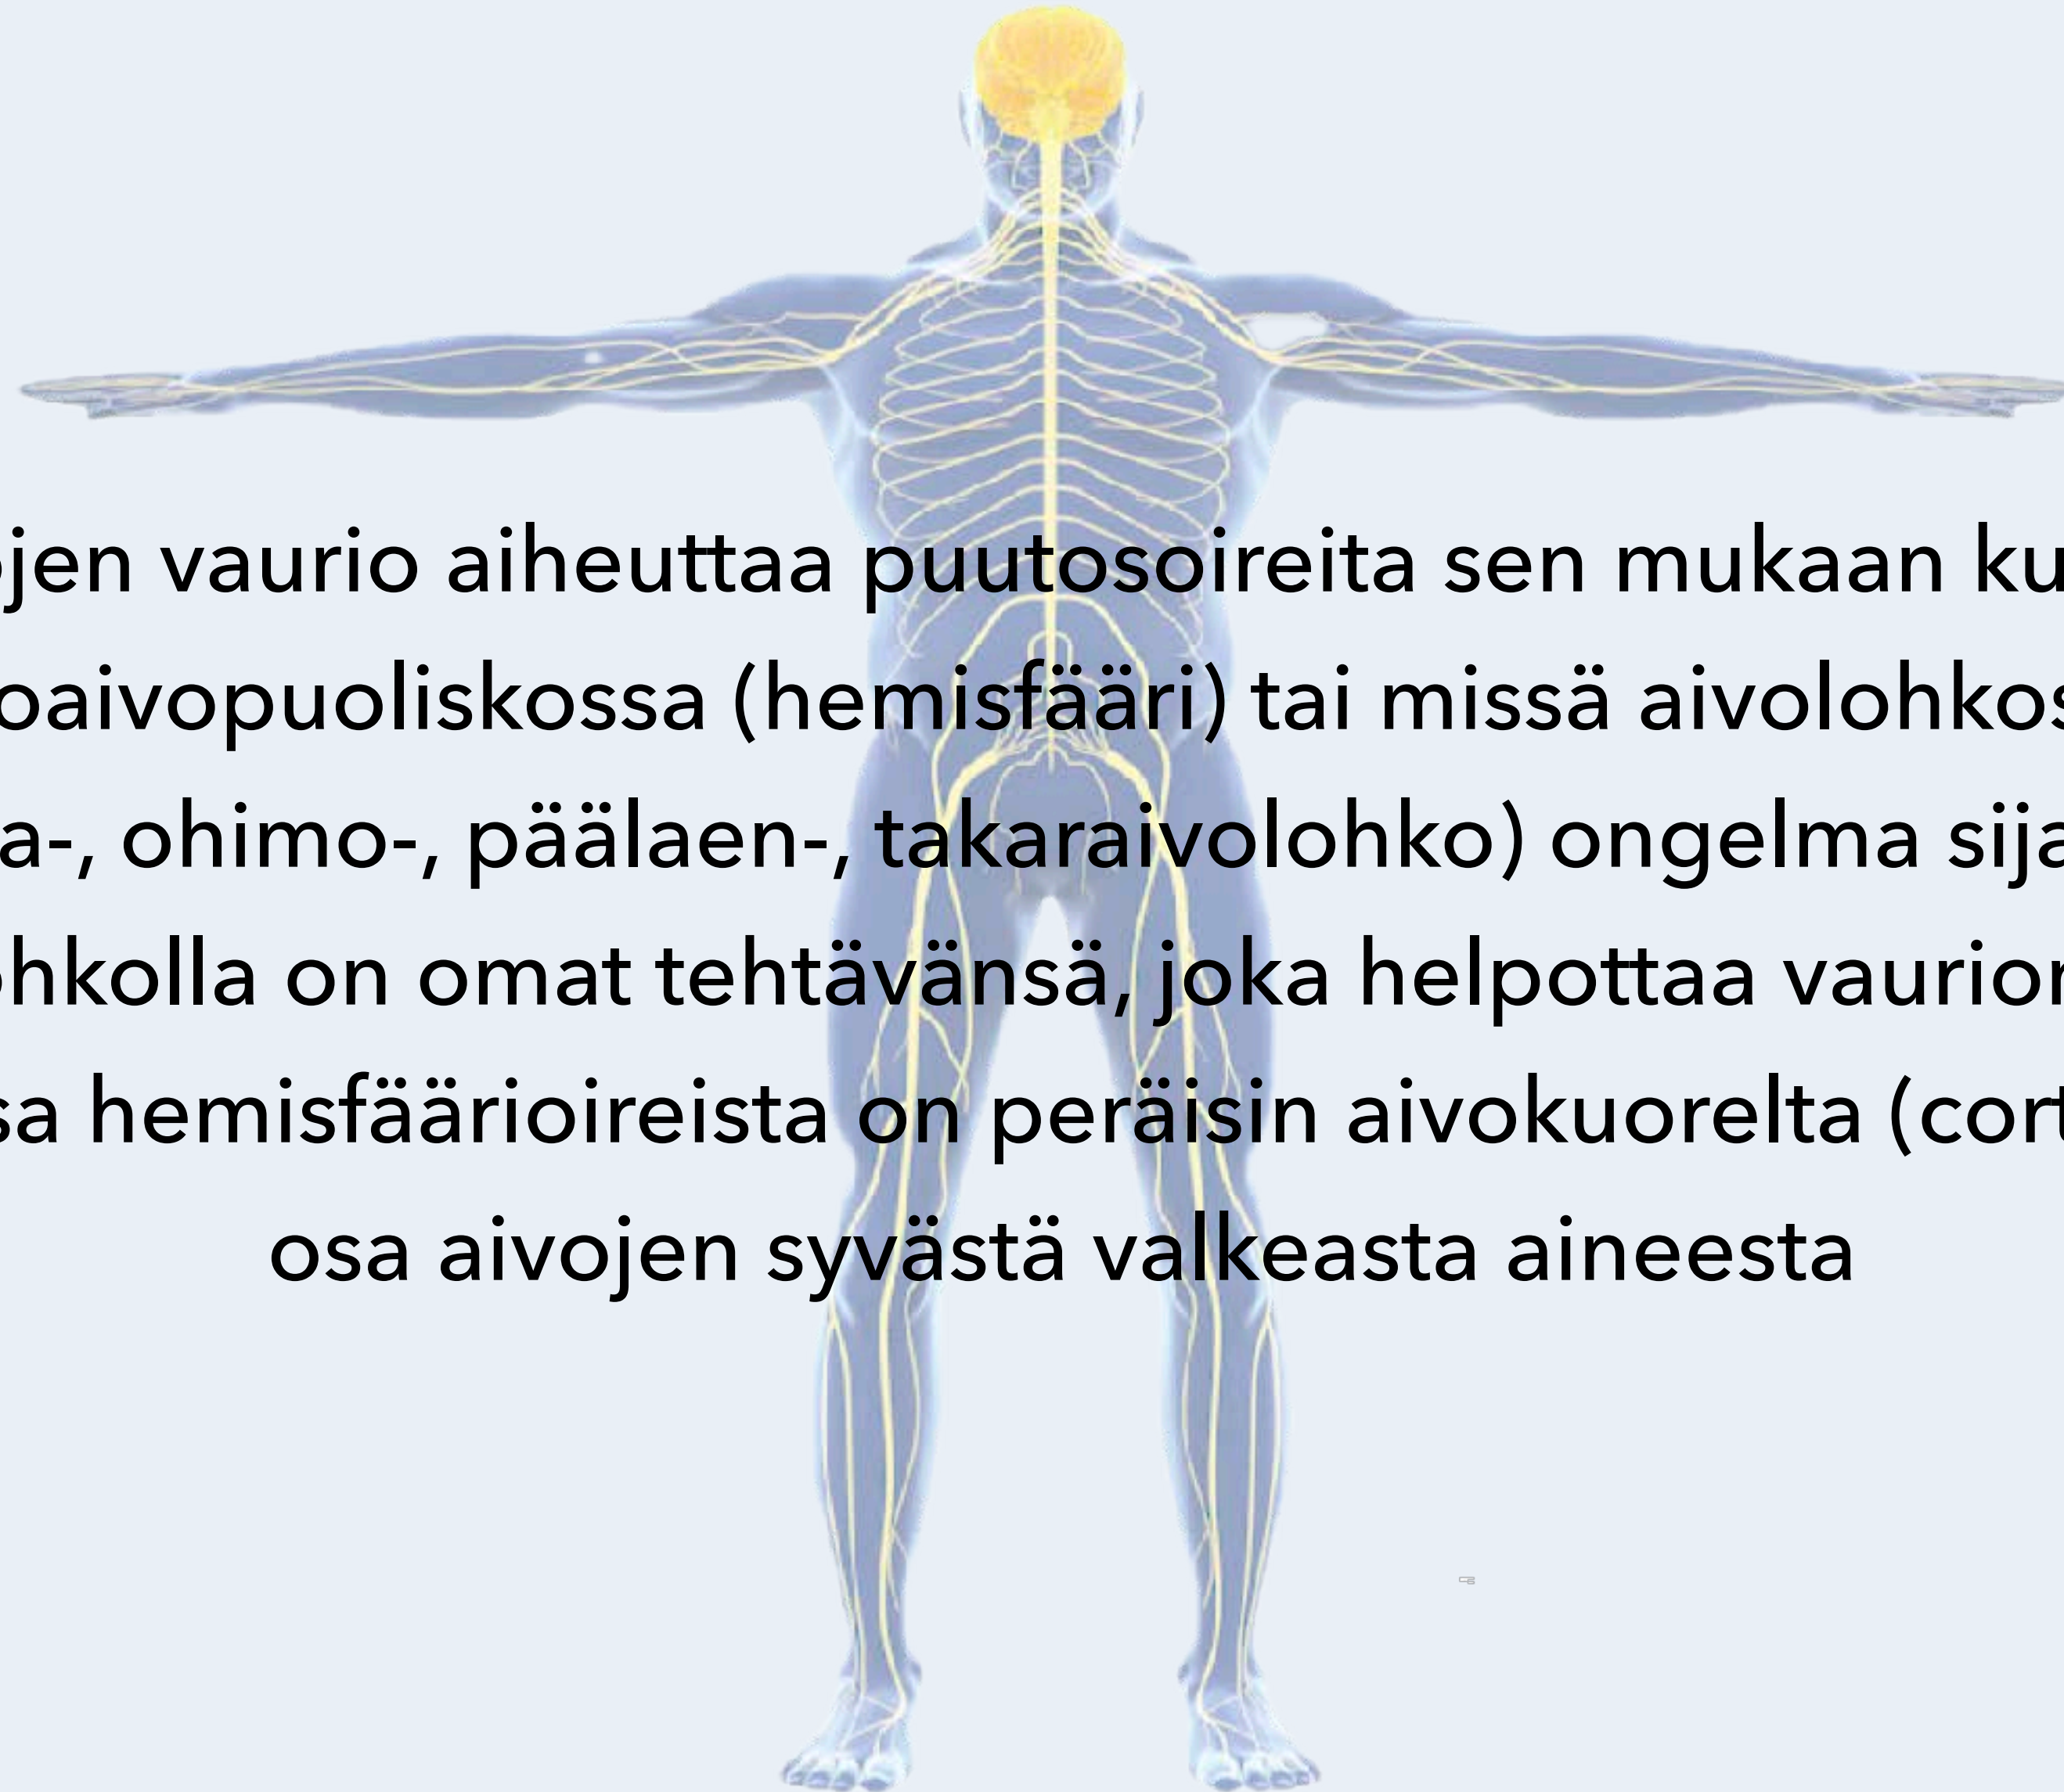 jen vaurio aiheuttaa puutosoireita sen mukaan ku
oaivopuoliskossa (hemisfääri) tai missä aivolohkos
a-, ohimo-, päälaen-, takaraivolohko) ongelma sija
hkolla on omat tehtävänsä, joka helpottaa vaurion
sa hemisfäärioireista on peräisin aivokuorelta (cort
osa aivojen syvästä valkeasta aineesta